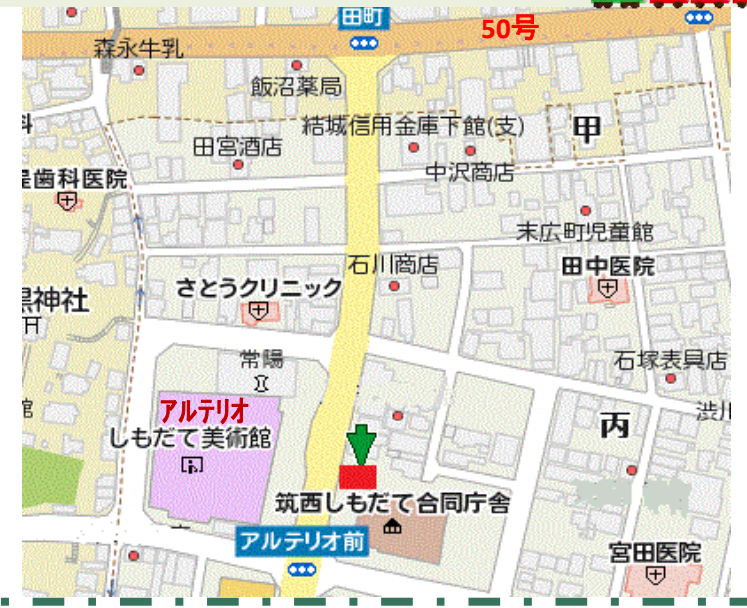 田町
50号
森永牛乳
飯沼薬局
結城信用金庫下館(支)
甲
田宮酒店
中沢商店
歯科医院
末広町児童館
石川商店
田中医院
さとうクリニック
神社
常陽
石塚表具店
アルテリオ
しもだて美術館
館
丙
渋川
筑西しもだて合同庁舎
アルテリオ前
宮田医院